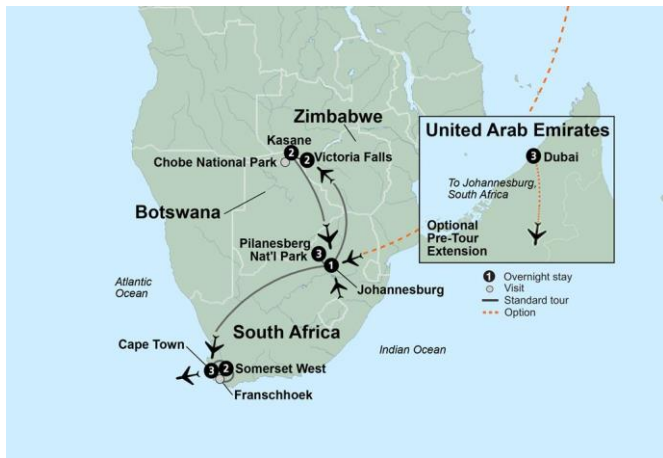 Zimbabwe
Kasane
2
2
Victoria Falls
Chobe National Park
Botswana
Pilanesberg
Nat'l Park
3
1
Johannesburg
Atlantic
Ocean
South Africa
Cape Town
3
2
Somerset West
Franschhoek
Indian Ocean
United Arab Emirates
3
Dubai
To Johannesburg,
South Africa
Optional
Pre-Tour
Extension
1 Overnight stay
Visit
Standard tour
Option